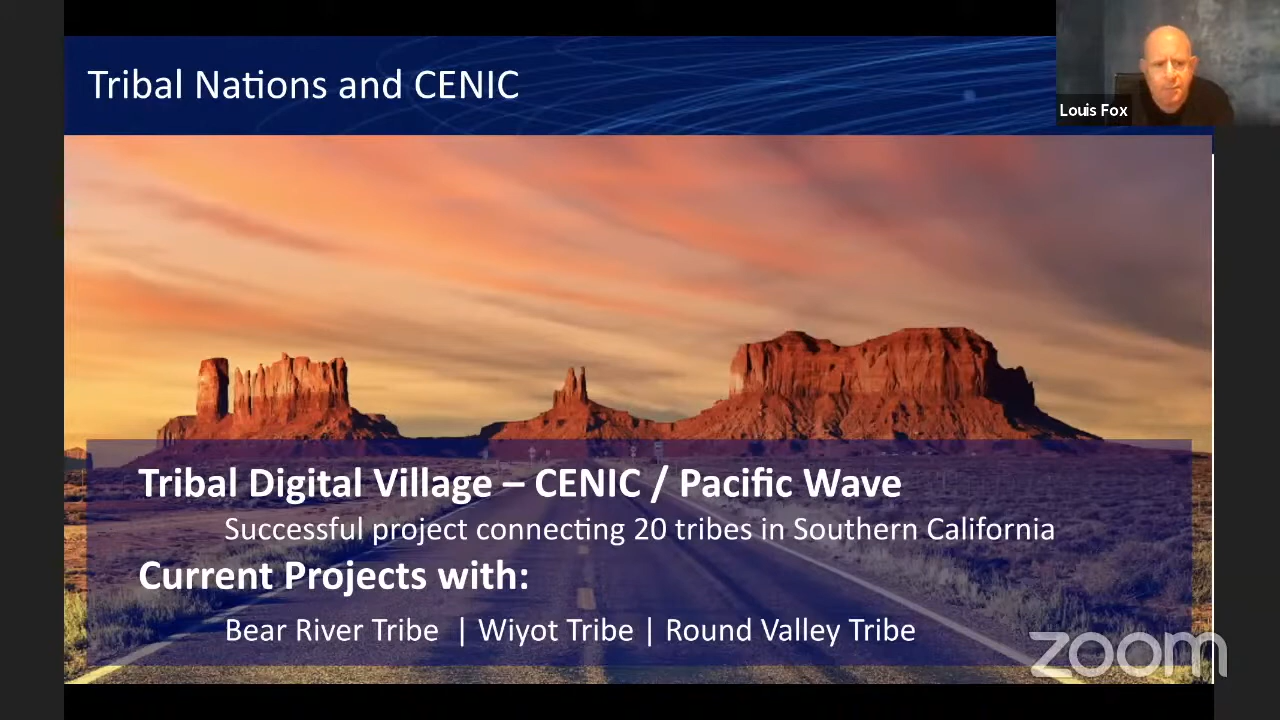 Tribal Nations and CENIC
Louis Fox
Tribal Digital Village – CENIC / Pacific Wave
Successful project connecting 20 tribes in Southern California
Current Projects with:
Bear River Tribe | Wiyot Tribe | Round Valley Tribe
zoom